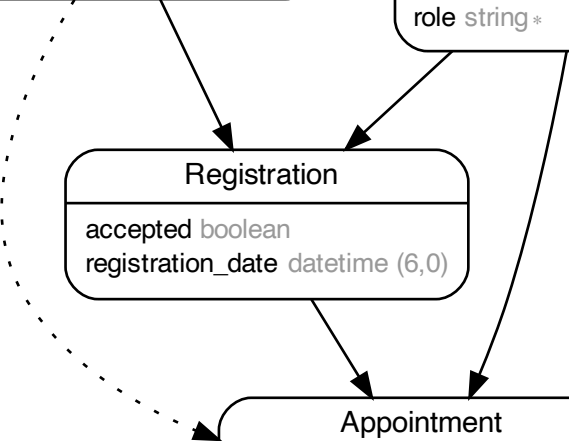 role string *
Registration
accepted boolean
registration_date datetime (6,0)
Appointment